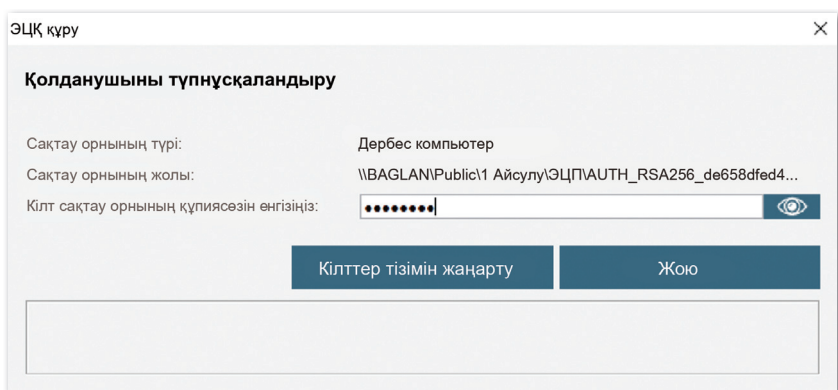 ЭЦҚ құру
Қолданушыны түпнұсқаландыру
Сақтау орнының түрі: Дербес компьютер
Сақтау орнының жолы: \\BAGLAN\Public\1 Айсулу\ЭЦП\AUTH_RSA256_de658dfed4...
Кілт сақтау орнының құпиясөзін енгізіңіз: ••••••••
Кілттер тізімін жаңарту Жою